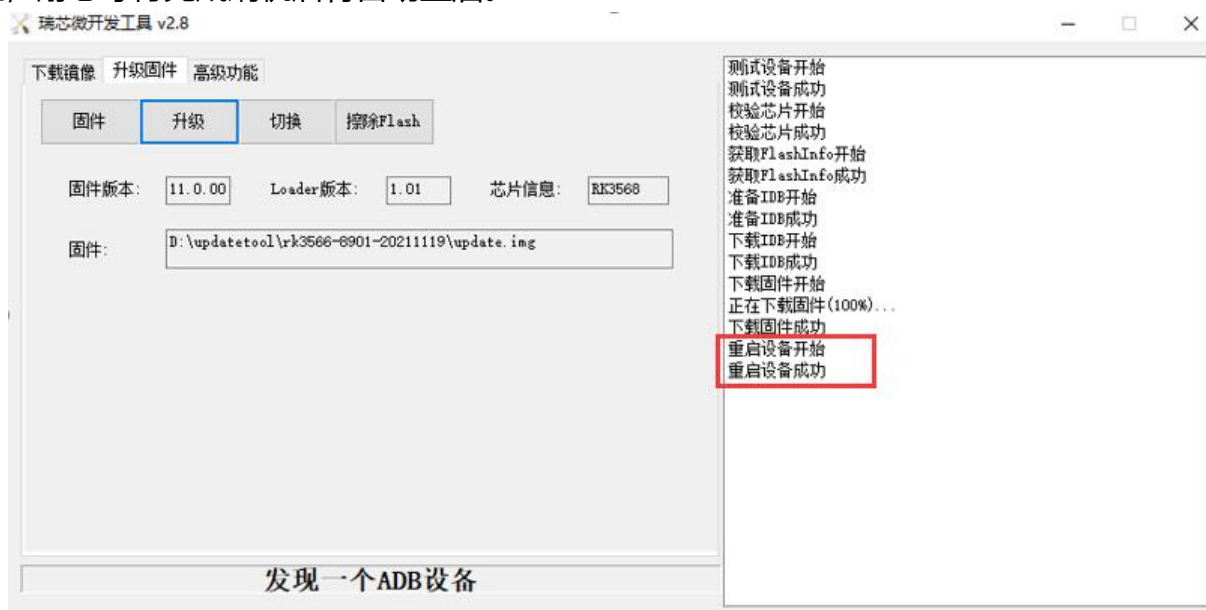 瑞芯微开发工具 v2.8
下载镜像 升级固件 高级功能
固件 升级 切换 擦除Flash
固件版本: 11.0.00 Loader版本: 1.01 芯片信息: RK3568
固件: D:\updatetool\rk3566-6901-20211119\update.img
发现一个ADB设备
测试设备开始
测试设备成功
校验芯片开始
校验芯片成功
获取FlashInfo开始
获取FlashInfo成功
准备IDB开始
准备IDB成功
下载IDB开始
下载IDB成功
下载固件开始
正在下载固件(100%)...
下载固件成功
重启设备开始
重启设备成功